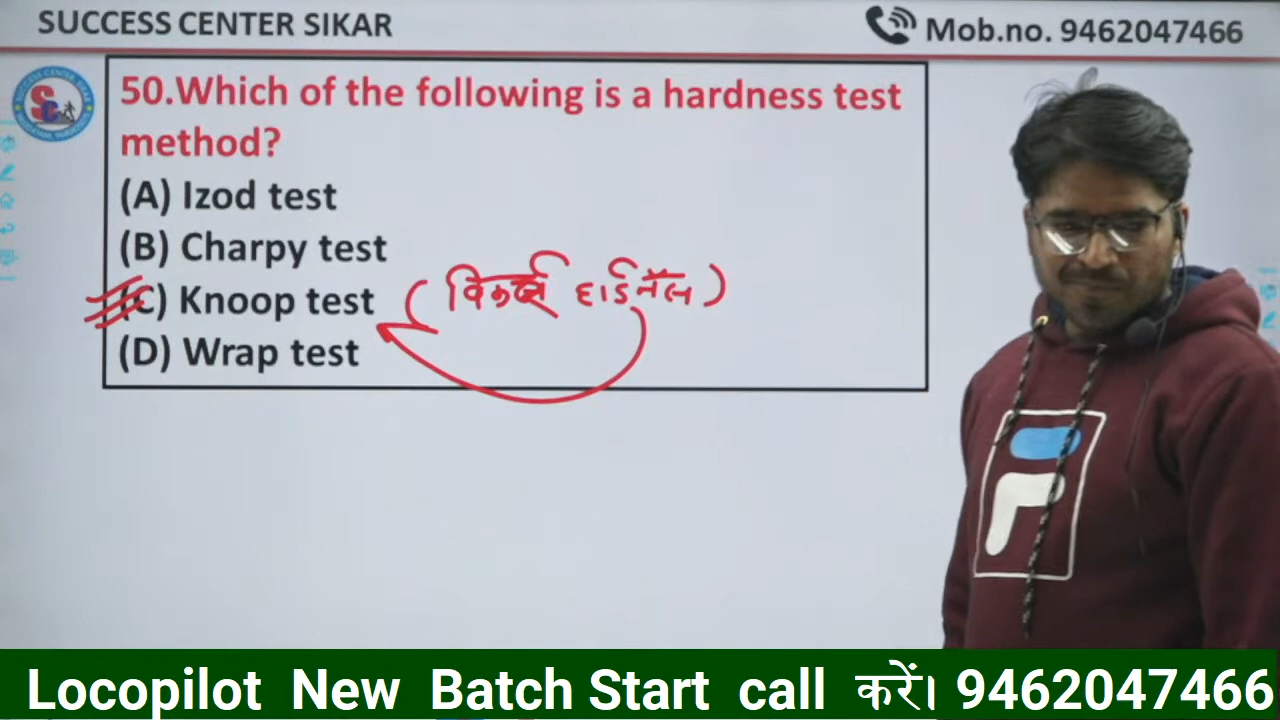 SUCCESS CENTER SIKAR
Mob.no. 9462047466
50.Which of the following is a hardness test
method?
(A) Izod test
(B) Charpy test
(C) Knoop test
(D) Wrap test
Locopilot New Batch Start call करें। 9462047466